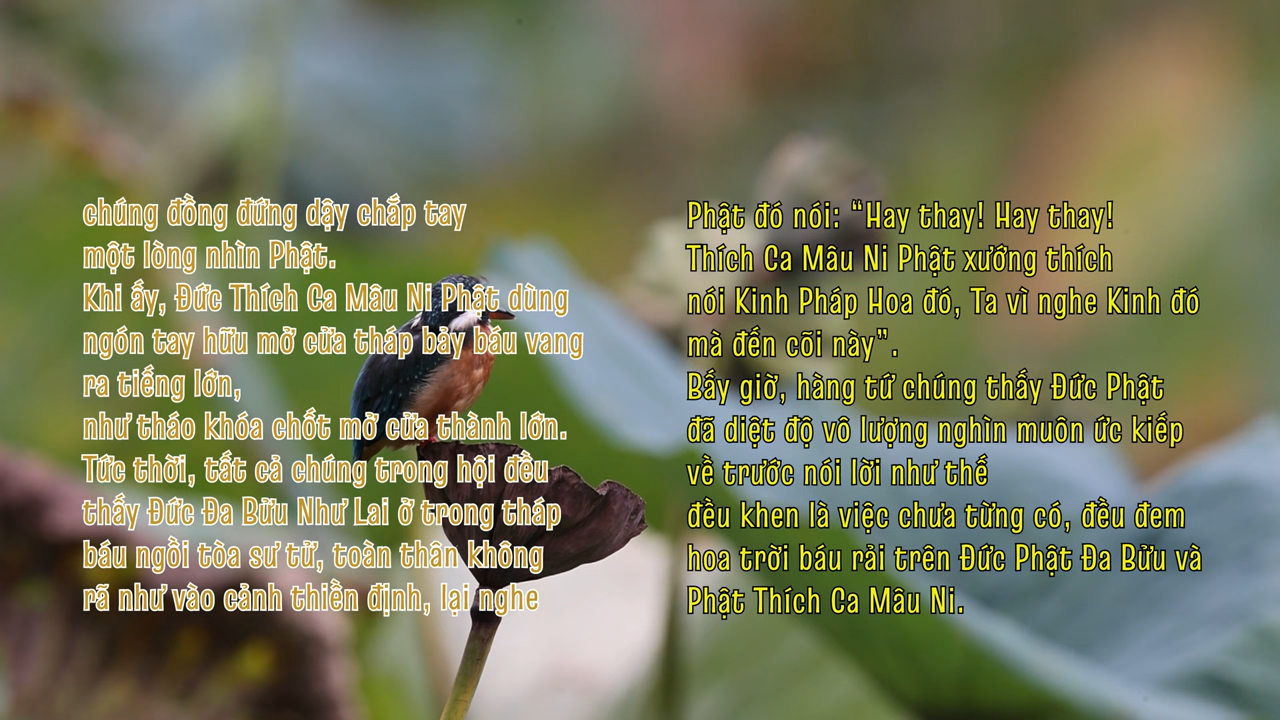 chúng đồng đứng dậy chắp tay
một lòng nhìn Phật.
Khi ấy, Đức Thích Ca Mâu Ni Phật dùng
ngón tay hữu mở cửa tháp bảy báu vang
ra tiếng lớn,
như tháo khóa chốt mở cửa thành lớn.
Tức thời, tất cả chúng trong hội đều
thấy Đức Đa Bửu Như Lai ở trong tháp
báu ngồi tòa sư tử, toàn thân không
rã như vào cảnh thiền định, lại nghe
Phật đó nói: “Hay thay! Hay thay!
Thích Ca Mâu Ni Phật xướng thích
nói Kinh Pháp Hoa đó, Ta vì nghe Kinh đó
mà đến cõi này”.
Bấy giờ, hàng tứ chúng thấy Đức Phật
đã diệt độ vô lượng nghìn muôn ức kiếp
về trước nói lời như thế
đều khen là việc chưa từng có, đều đem
hoa trời báu rải trên Đức Phật Đa Bửu và
Phật Thích Ca Mâu Ni.